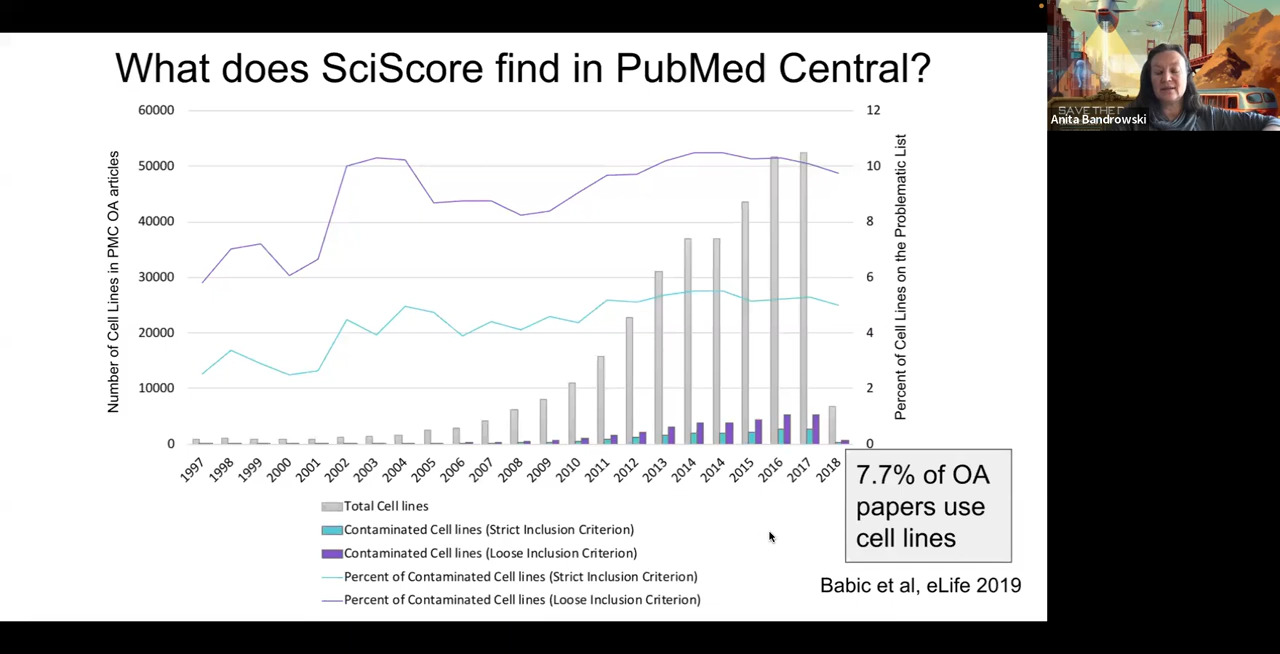 What does SciScore find in PubMed Central?
60000
50000
40000
30000
20000
10000
0
Number of Cell Lines in PMC OA articles
12
10
8
6
4
2
0
Percent of Cell Lines on the Problematic List
1997
1998
1999
2000
2001
2002
2003
2004
2005
2006
2007
2008
2009
2010
2011
2012
2013
2014
2014
2015
2016
2017
2018
Total Cell lines
Contaminated Cell lines (Strict Inclusion Criterion)
Contaminated Cell lines (Loose Inclusion Criterion)
Percent of Contaminated Cell lines (Strict Inclusion Criterion)
Percent of Contaminated Cell lines (Loose Inclusion Criterion)
7.7% of OA
papers use
cell lines
Babic et al, eLife 2019
SAVE THE
Anita Bandrowski